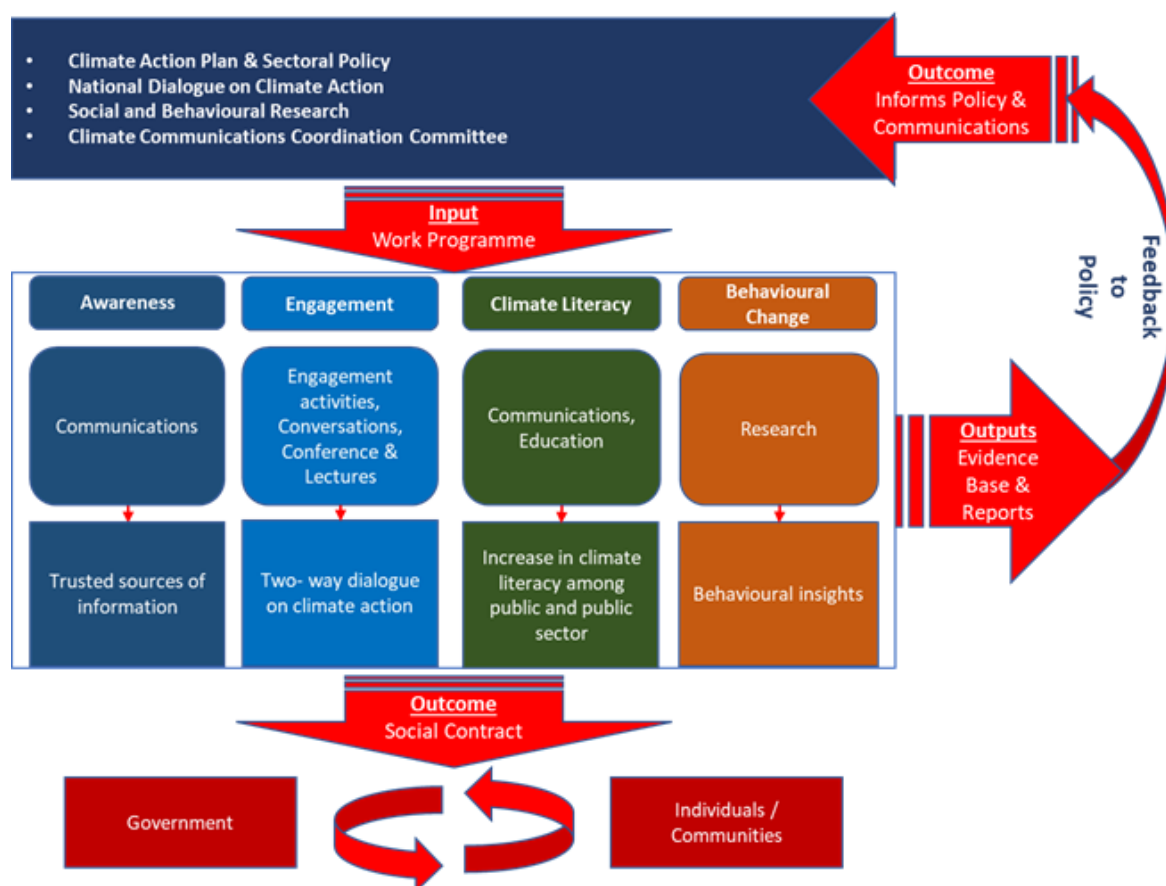 • Climate Action Plan & Sectoral Policy
• National Dialogue on Climate Action
• Social and Behavioural Research
• Climate Communications Coordination Committee
Outcome
Informs Policy &
Communications
Input
Work Programme
Feedback
to
Policy
Awareness
Engagement
Climate Literacy
Behavioural
Change
Communications
Engagement
activities,
Conversations,
Conference &
Lectures
Communications,
Education
Research
Outputs
Evidence
Base &
Reports
Trusted sources of
information
Two- way dialogue
on climate action
Increase in climate
literacy among
public and public
sector
Behavioural insights
Outcome
Social Contract
Government
Individuals /
Communities